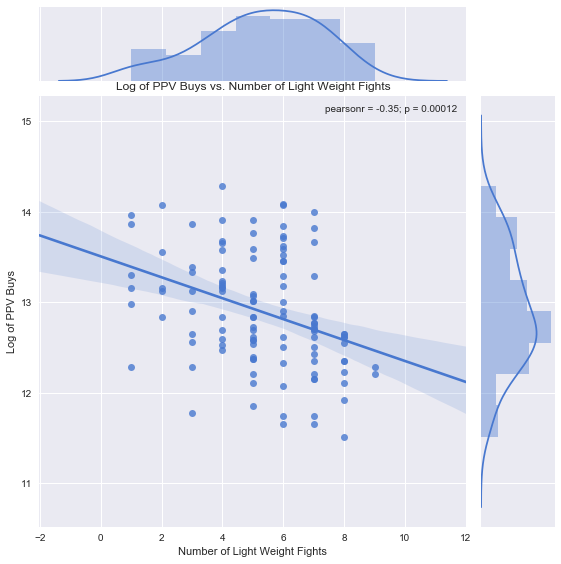 Log of PPV Buys vs. Number of Light Weight Fights
pearsonr = -0.35; p = 0.00012
15
14
13
12
11
Log of PPV Buys
−2 0 2 4 6 8 10 12
Number of Light Weight Fights